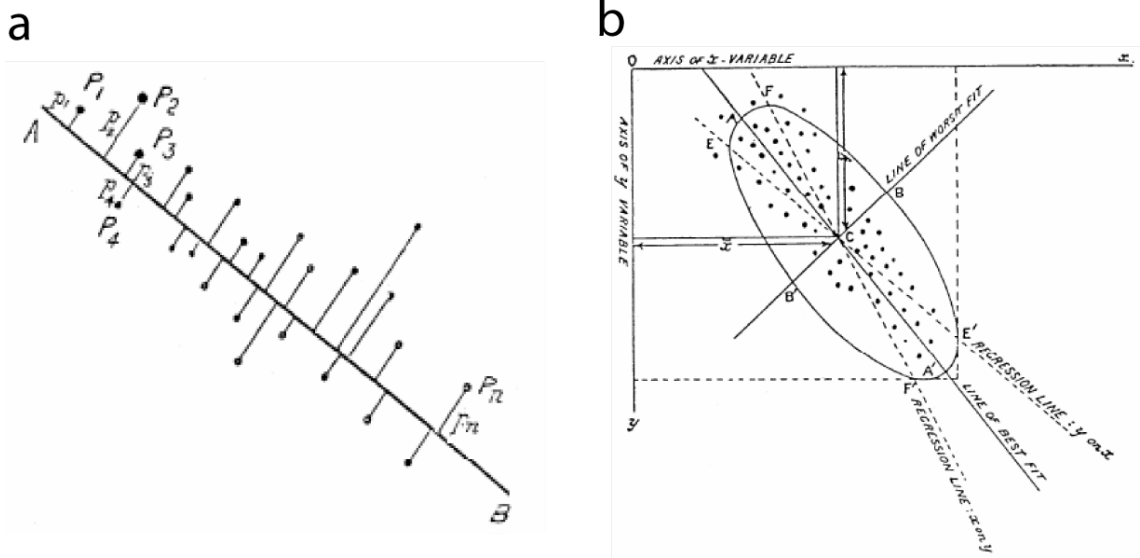 a
P₁
P₂
p₁
p₂
P₃
p₃
p₄
P₄
A
Pₙ
pₙ
B
b
O AXIS OF x-VARIABLE x.
AXIS OF y VARIABLE
y
F
A
E
LINE OF WORST FIT
B
ȳ
C
x̄
B'
E'
A'
F'
REGRESSION LINE: y on x
LINE OF BEST FIT
REGRESSION LINE: x on y